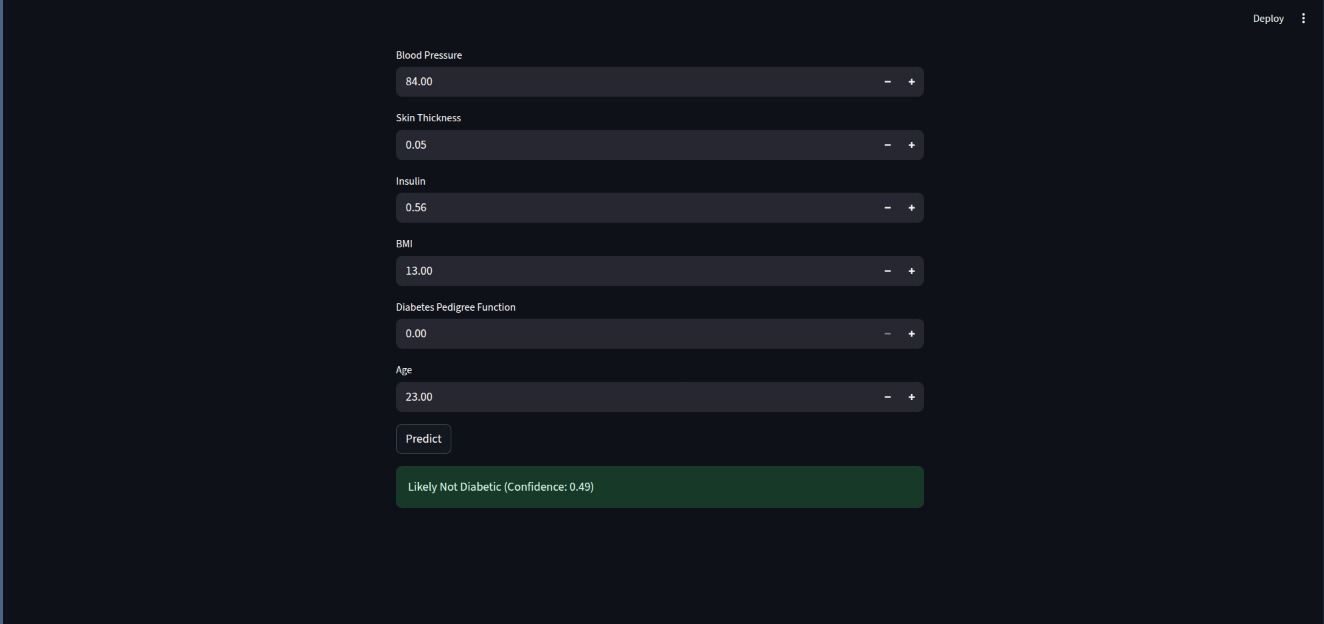 Deploy
Blood Pressure
84.00
Skin Thickness
0.05
Insulin
0.56
BMI
13.00
Diabetes Pedigree Function
0.00
Age
23.00
Predict
Likely Not Diabetic (Confidence: 0.49)